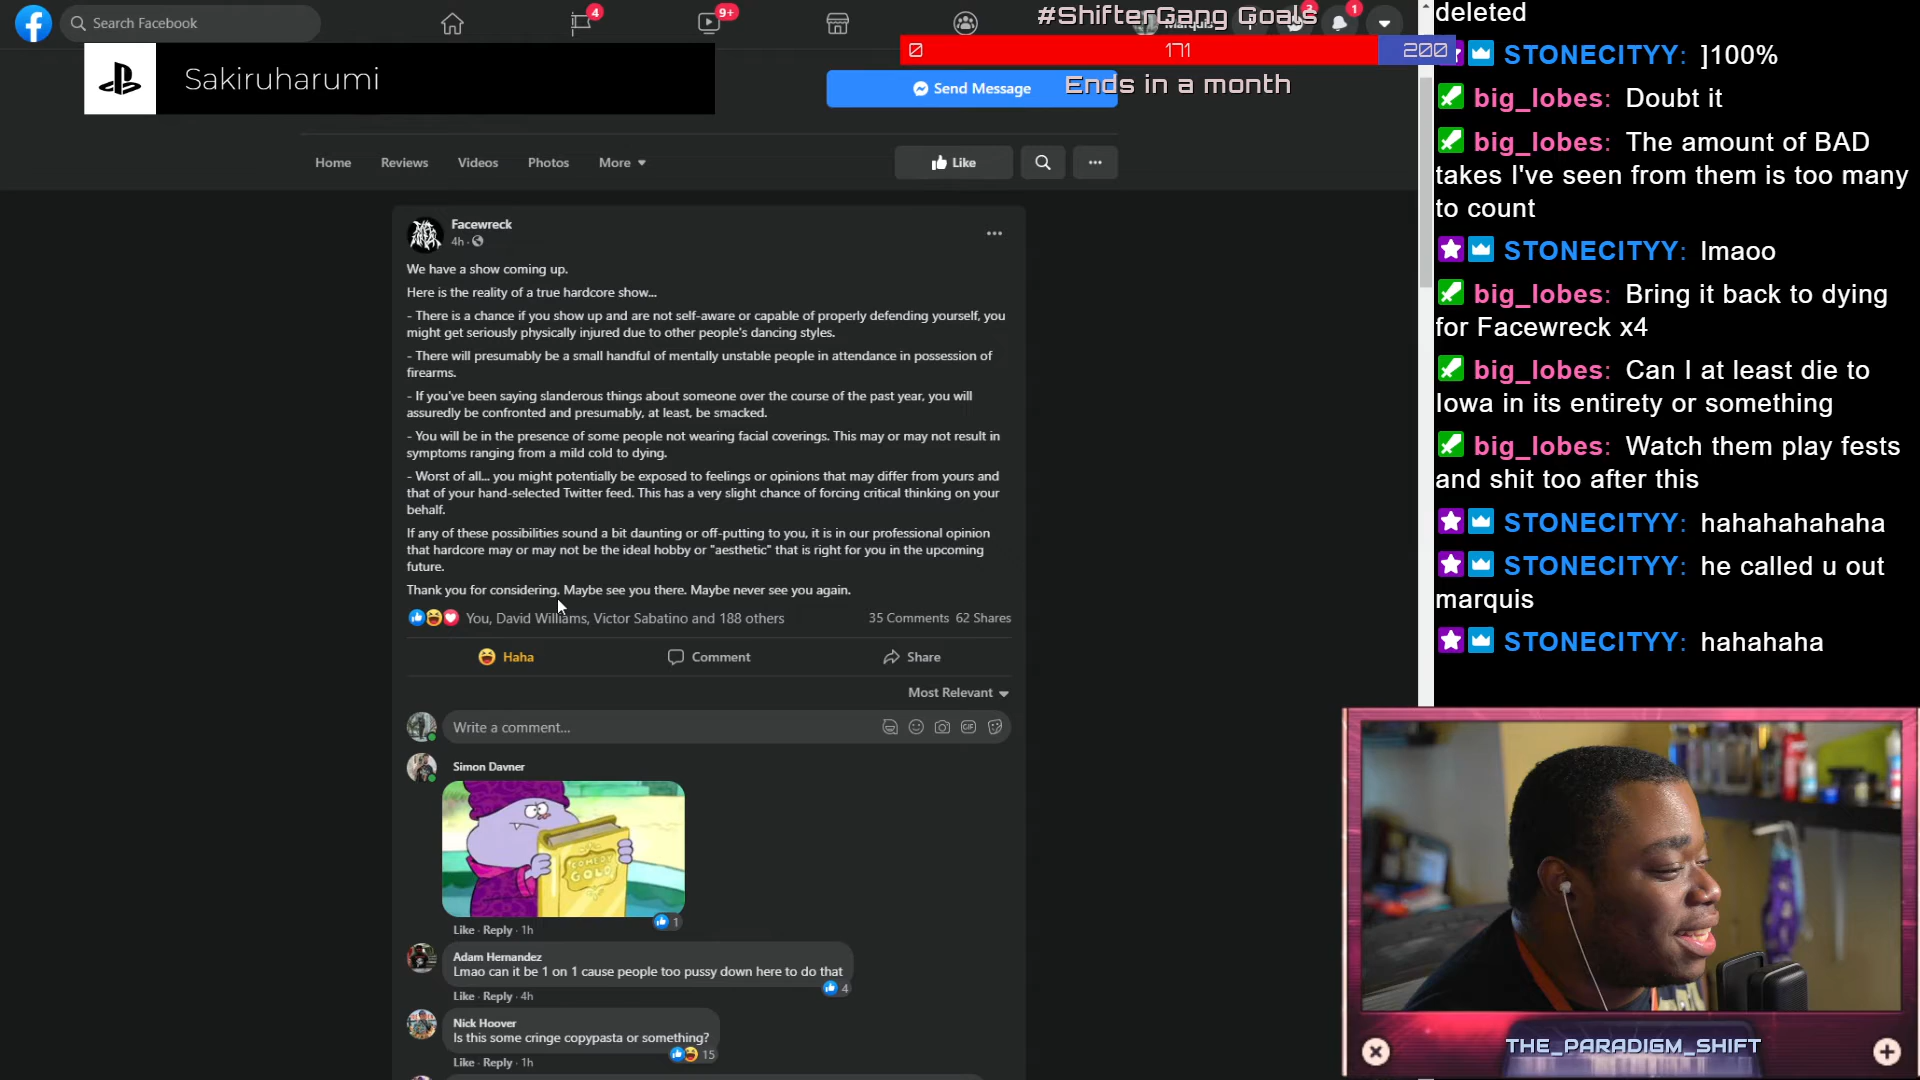 Search Facebook
4
9+
#ShifterGang Goals
1
0
171
200
Ends in a month
Sakiruharumi
Send Message
Home
Reviews
Videos
Photos
More
Like
Facewreck
4h
We have a show coming up.
Here is the reality of a true hardcore show...
- There is a chance if you show up and are not self-aware or capable of properly defending yourself, you
might get seriously physically injured due to other people's dancing styles.
- There will presumably be a small handful of mentally unstable people in attendance in possession of
firearms.
- If you've been saying slanderous things about someone over the course of the past year, you will
assuredly be confronted and presumably, at least, be smacked.
- You will be in the presence of some people not wearing facial coverings. This may or may not result in
symptoms ranging from a mild cold to dying.
- Worst of all... you might potentially be exposed to feelings or opinions that may differ from yours and
that of your hand-selected Twitter feed. This has a very slight chance of forcing critical thinking on your
behalf.
If any of these possibilities sound a bit daunting or off-putting to you, it is in our professional opinion
that hardcore may or may not be the ideal hobby or "aesthetic" that is right for you in the upcoming
future.
Thank you for considering. Maybe see you there. Maybe never see you again.
You, David Williams, Victor Sabatino and 188 others
35 Comments 62 Shares
Haha
Comment
Share
Most Relevant
Write a comment...
GIF
Simon Davner
COMEDY
GOLD
1
Like · Reply · 1h
Adam Hernandez
Lmao can it be 1 on 1 cause people too pussy down here to do that
4
Like · Reply · 4h
Nick Hoover
Is this some cringe copypasta or something?
15
Like · Reply · 1h
deleted
STONECITYY: ]100%
big_lobes: Doubt it
big_lobes: The amount of BAD
takes I've seen from them is too many
to count
STONECITYY: lmaoo
big_lobes: Bring it back to dying
for Facewreck x4
big_lobes: Can I at least die to
Iowa in its entirety or something
big_lobes: Watch them play fests
and shit too after this
STONECITYY: hahahahahaha
STONECITYY: he called u out
marquis
STONECITYY: hahahaha
THE_PARADIGM_SHIFT